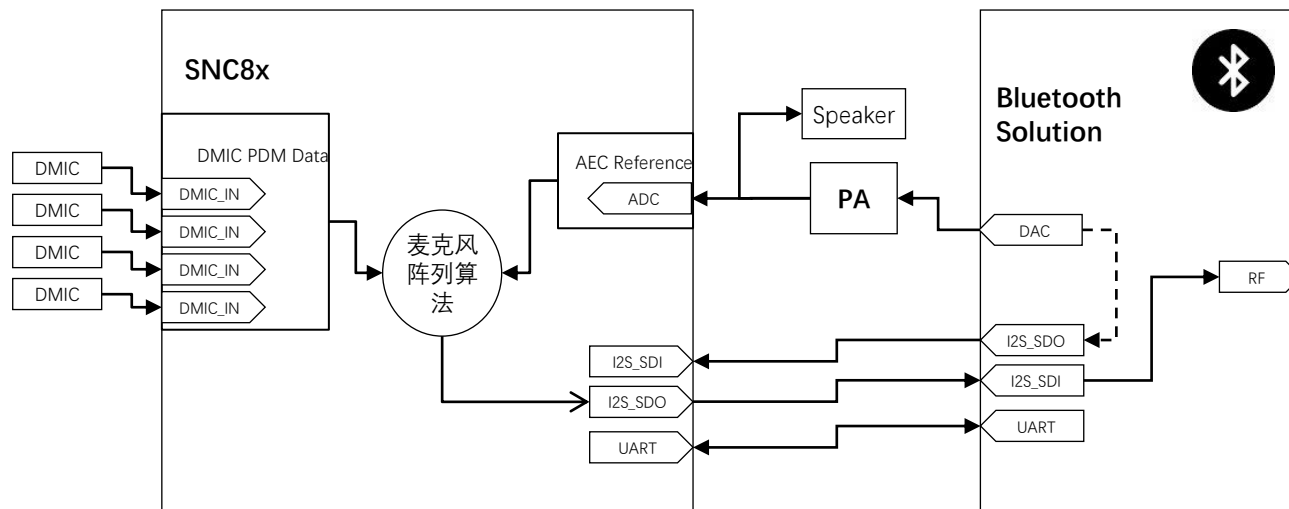 SNC8x
DMIC PDM Data
DMIC
DMIC
DMIC
DMIC
DMIC_IN
DMIC_IN
DMIC_IN
DMIC_IN
麦克风
阵列算
法
AEC Reference
ADC
I2S_SDI
I2S_SDO
UART
Speaker
PA
Bluetooth
Solution
DAC
I2S_SDO
I2S_SDI
UART
RF